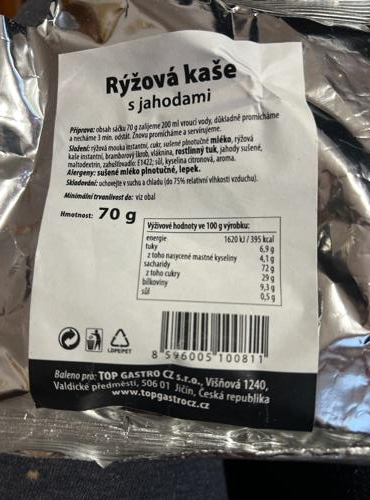 Rýžová kaše
s jahodami
Příprava: obsah sáčku 70 g zalijeme 200 ml vroucí vody, důkladně promícháme
a necháme 3 min. odstát. Znovu promícháme a servírujeme.
Složení: rýžová mouka instantní, cukr, sušené plnotučné mléko, rýžová
kaše instantní, bramborový škrob, vláknina, rostlinný tuk, jahody sušené,
maltodextrin, zahušťovadlo: E1422; sůl, kyselina citronová, aroma.
Alergeny: sušené mléko plnotučné, lepek.
Skladování: uchovejte v suchu a chladu (do 75% relativní vlhkosti vzduchu).
Minimální trvanlivost do: viz obal
Hmotnost: 70 g
Výživové hodnoty ve 100 g výrobku:
energie 1620 kJ / 395 kcal
tuky 6,9 g
z toho nasycené mastné kyseliny 4,1 g
sacharidy 72 g
z toho cukry 29 g
bílkoviny 9,3 g
sůl 0,5 g
8 596005 100811
LDPE/PET
Baleno pro: TOP GASTRO CZ s.r.o., Višňová 1240,
Valdické předměstí, 506 01 Jičín, Česká republika
www.topgastrocz.cz